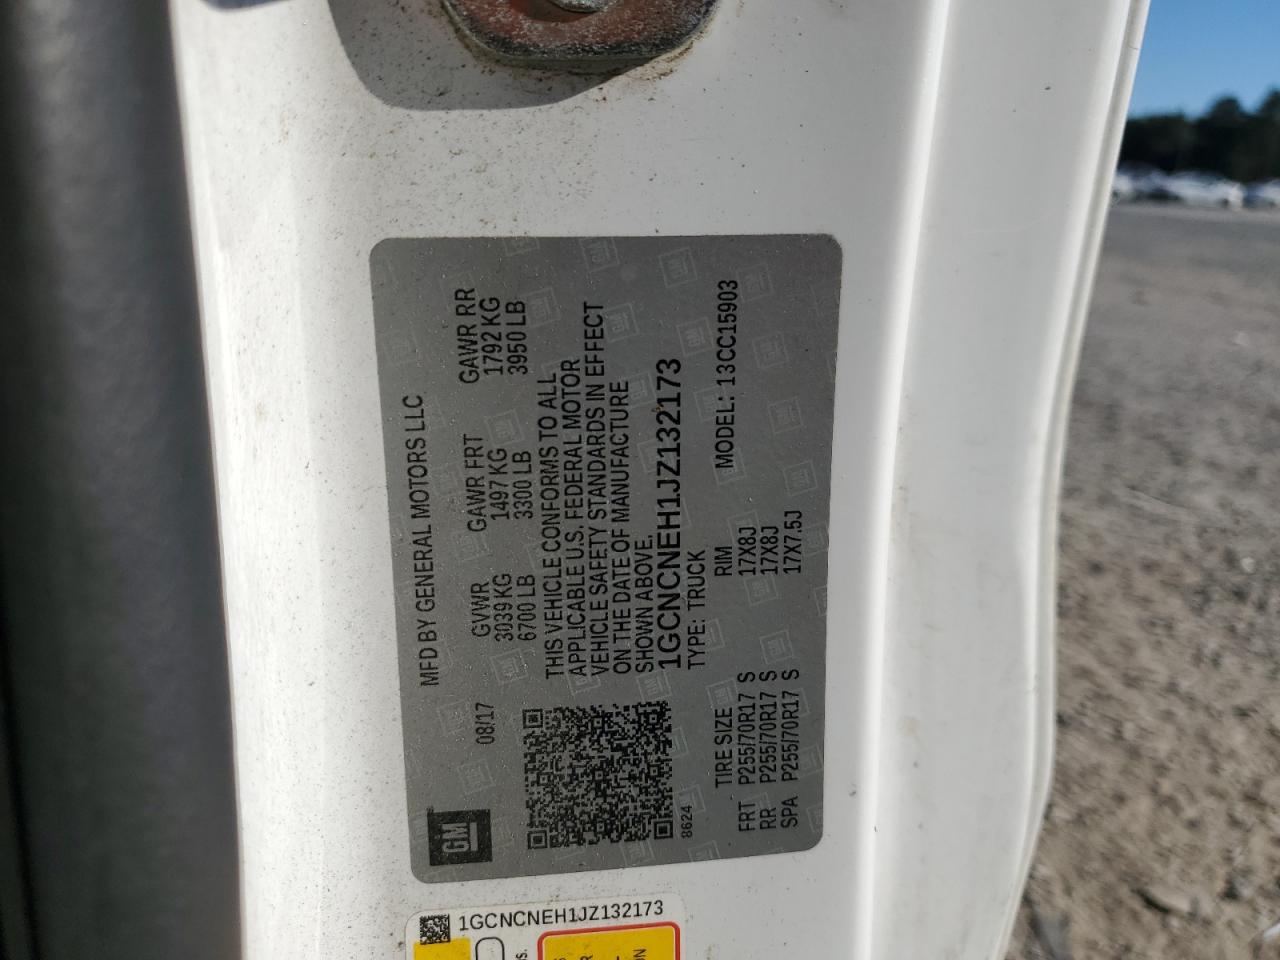 GM
MFD BY GENERAL MOTORS LLC
08/17 GVWR GAWR FRT GAWR RR
3039 KG 1497 KG 1792 KG
6700 LB 3300 LB 3950 LB
THIS VEHICLE CONFORMS TO ALL
APPLICABLE U.S. FEDERAL MOTOR
VEHICLE SAFETY STANDARDS IN EFFECT
ON THE DATE OF MANUFACTURE
SHOWN ABOVE.
1GCNCNEH1JZ132173
8624 TYPE: TRUCK
TIRE SIZE RIM MODEL: 13CC15903
FRT P255/70R17 S 17X8J
RR P255/70R17 S 17X8J
SPA P255/70R17 S 17X7.5J
1GCNCNEH1JZ132173